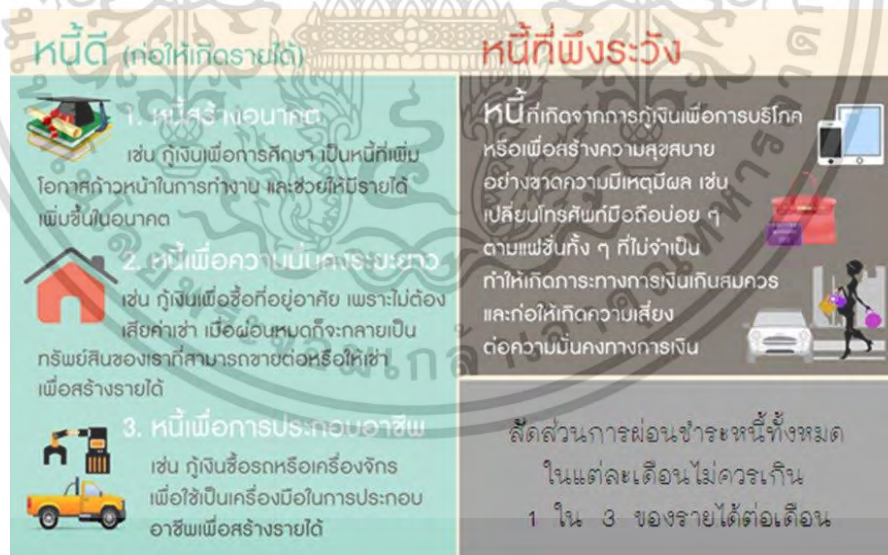 หนี้ดี (ก่อให้เกิดรายได้)
1. หนี้สร้างอนาคต
เช่น กู้เงินเพื่อการศึกษา เป็นหนี้ที่เพิ่ม
โอกาสก้าวหน้าในการทำงาน และช่วยให้มีรายได้
เพิ่มขึ้นในอนาคต
2. หนี้เพื่อความมั่นคงระยะยาว
เช่น กู้เงินเพื่อซื้อที่อยู่อาศัย เพราะไม่ต้อง
เสียค่าเช่า เมื่อผ่อนหมดก็จะกลายเป็น
ทรัพย์สินของเราที่สามารถขายต่อหรือให้เช่า
เพื่อสร้างรายได้
3. หนี้เพื่อการประกอบอาชีพ
เช่น กู้เงินซื้อรถหรือเครื่องจักร
เพื่อใช้เป็นเครื่องมือในการประกอบ
อาชีพเพื่อสร้างรายได้
หนี้ที่พึงระวัง
หนี้ที่เกิดจากการกู้เงินเพื่อการบริโภค
หรือเพื่อสร้างความสุขสบาย
อย่างขาดความมีเหตุมีผล เช่น
เปลี่ยนโทรศัพท์มือถือบ่อย ๆ
ตามแฟชั่นทั้ง ๆ ที่ไม่จำเป็น
ทำให้เกิดภาระทางการเงินเกินสมควร
และก่อให้เกิดความเสี่ยง
ต่อความมั่นคงทางการเงิน
สัดส่วนการผ่อนชำระหนี้ทั้งหมด
ในแต่ละเดือนไม่ควรเกิน
1 ใน 3 ของรายได้ต่อเดือน